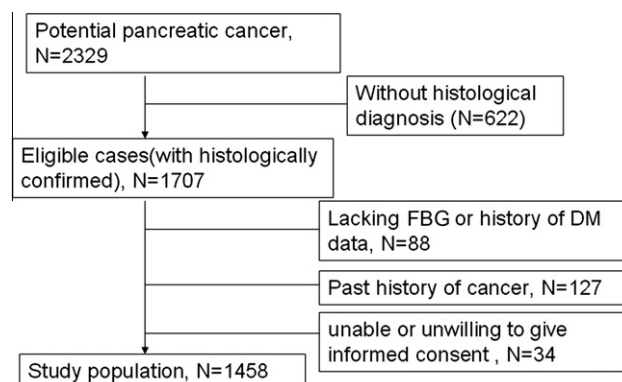 Potential pancreatic cancer,
N=2329
Without histological
diagnosis (N=622)
Eligible cases(with histologically
confirmed), N=1707
Lacking FBG or history of DM
data, N=88
Past history of cancer, N=127
unable or unwilling to give
informed consent , N=34
Study population, N=1458